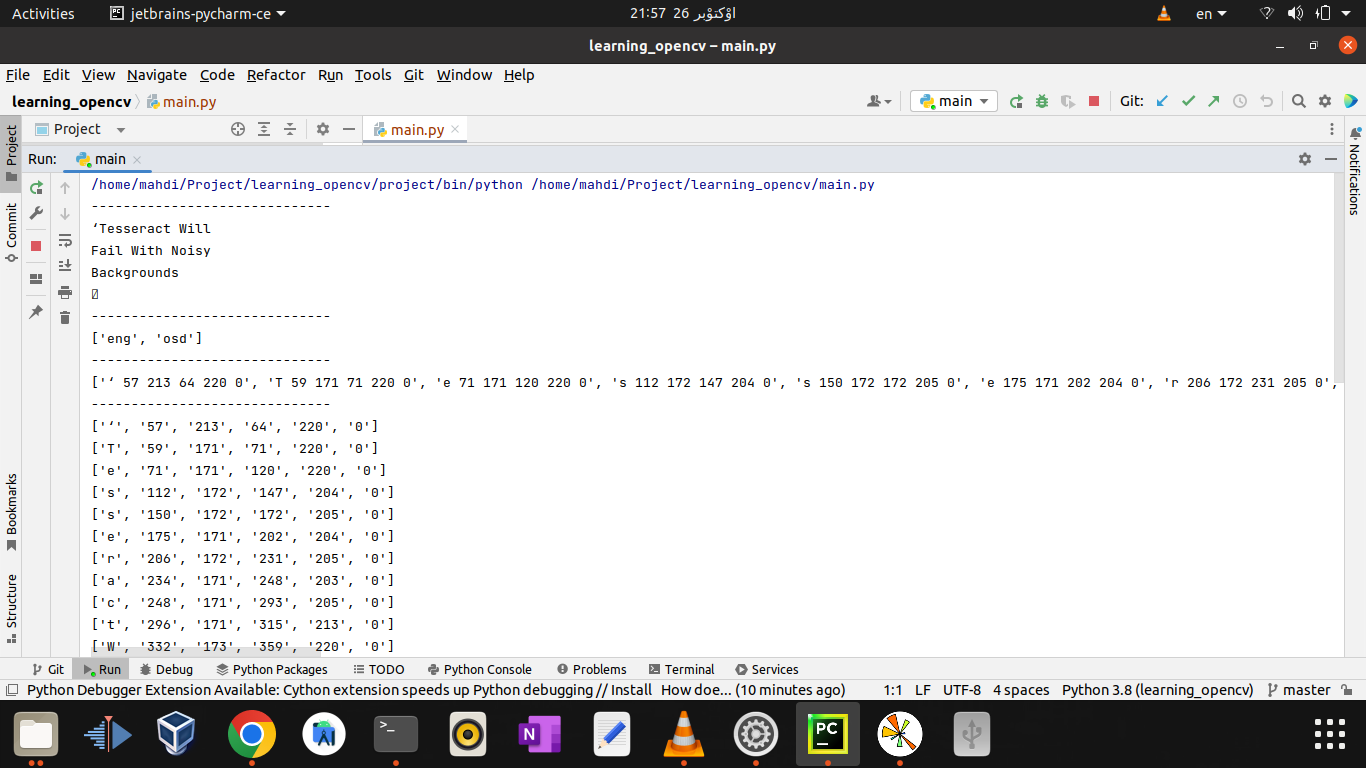 Activities jetbrains-pycharm-ce 21:57 26 اوْکتوْبر en
learning_opencv – main.py
File Edit View Navigate Code Refactor Run Tools Git Window Help
learning_opencv main.py main Git:
Project main.py
Run: main
/home/mahdi/Project/learning_opencv/project/bin/python /home/mahdi/Project/learning_opencv/main.py
------------------------------
‘Tesseract Will
Fail With Noisy
Backgrounds
------------------------------
['eng', 'osd']
------------------------------
['‘ 57 213 64 220 0', 'T 59 171 71 220 0', 'e 71 171 120 220 0', 's 112 172 147 204 0', 's 150 172 172 205 0', 'e 175 171 202 204 0', 'r 206 172 231 205 0',
------------------------------
['‘', '57', '213', '64', '220', '0']
['T', '59', '171', '71', '220', '0']
['e', '71', '171', '120', '220', '0']
['s', '112', '172', '147', '204', '0']
['s', '150', '172', '172', '205', '0']
['e', '175', '171', '202', '204', '0']
['r', '206', '172', '231', '205', '0']
['a', '234', '171', '248', '203', '0']
['c', '248', '171', '293', '205', '0']
['t', '296', '171', '315', '213', '0']
['W', '332', '173', '359', '220', '0']
Project
Commit
Bookmarks
Structure
Notifications
Git Run Debug Python Packages TODO Python Console Problems Terminal Services
Python Debugger Extension Available: Cython extension speeds up Python debugging // Install How doe... (10 minutes ago) 1:1 LF UTF-8 4 spaces Python 3.8 (learning_opencv) master
>_ N PC